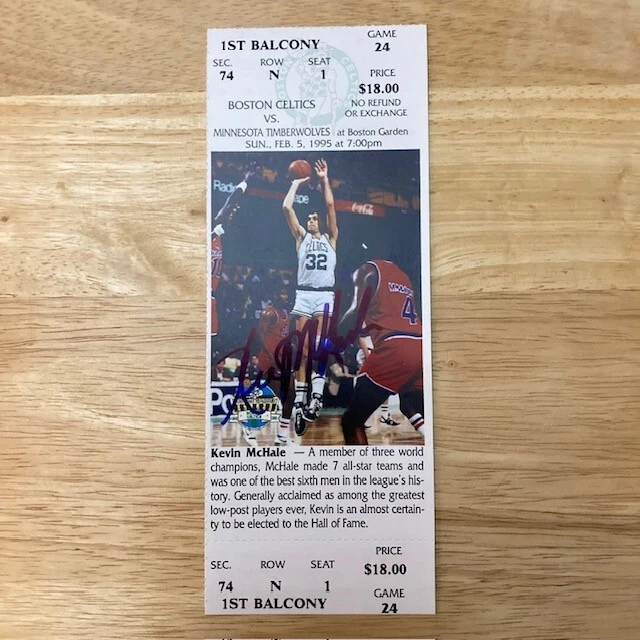 1ST BALCONY
GAME
24
SEC. ROW SEAT
74 N 1
PRICE
$18.00
BOSTON CELTICS
VS.
NO REFUND
OR EXCHANGE
MINNESOTA TIMBERWOLVES at Boston Garden
SUN., FEB. 5, 1995 at 7:00pm
CELTICS
32
4
Kevin McHale — A member of three world
champions, McHale made 7 all-star teams and
was one of the best sixth men in the league's his-
tory. Generally acclaimed as among the greatest
low-post players ever, Kevin is an almost certain-
ty to be elected to the Hall of Fame.
SEC. ROW SEAT
74 N 1
PRICE
$18.00
1ST BALCONY
GAME
24